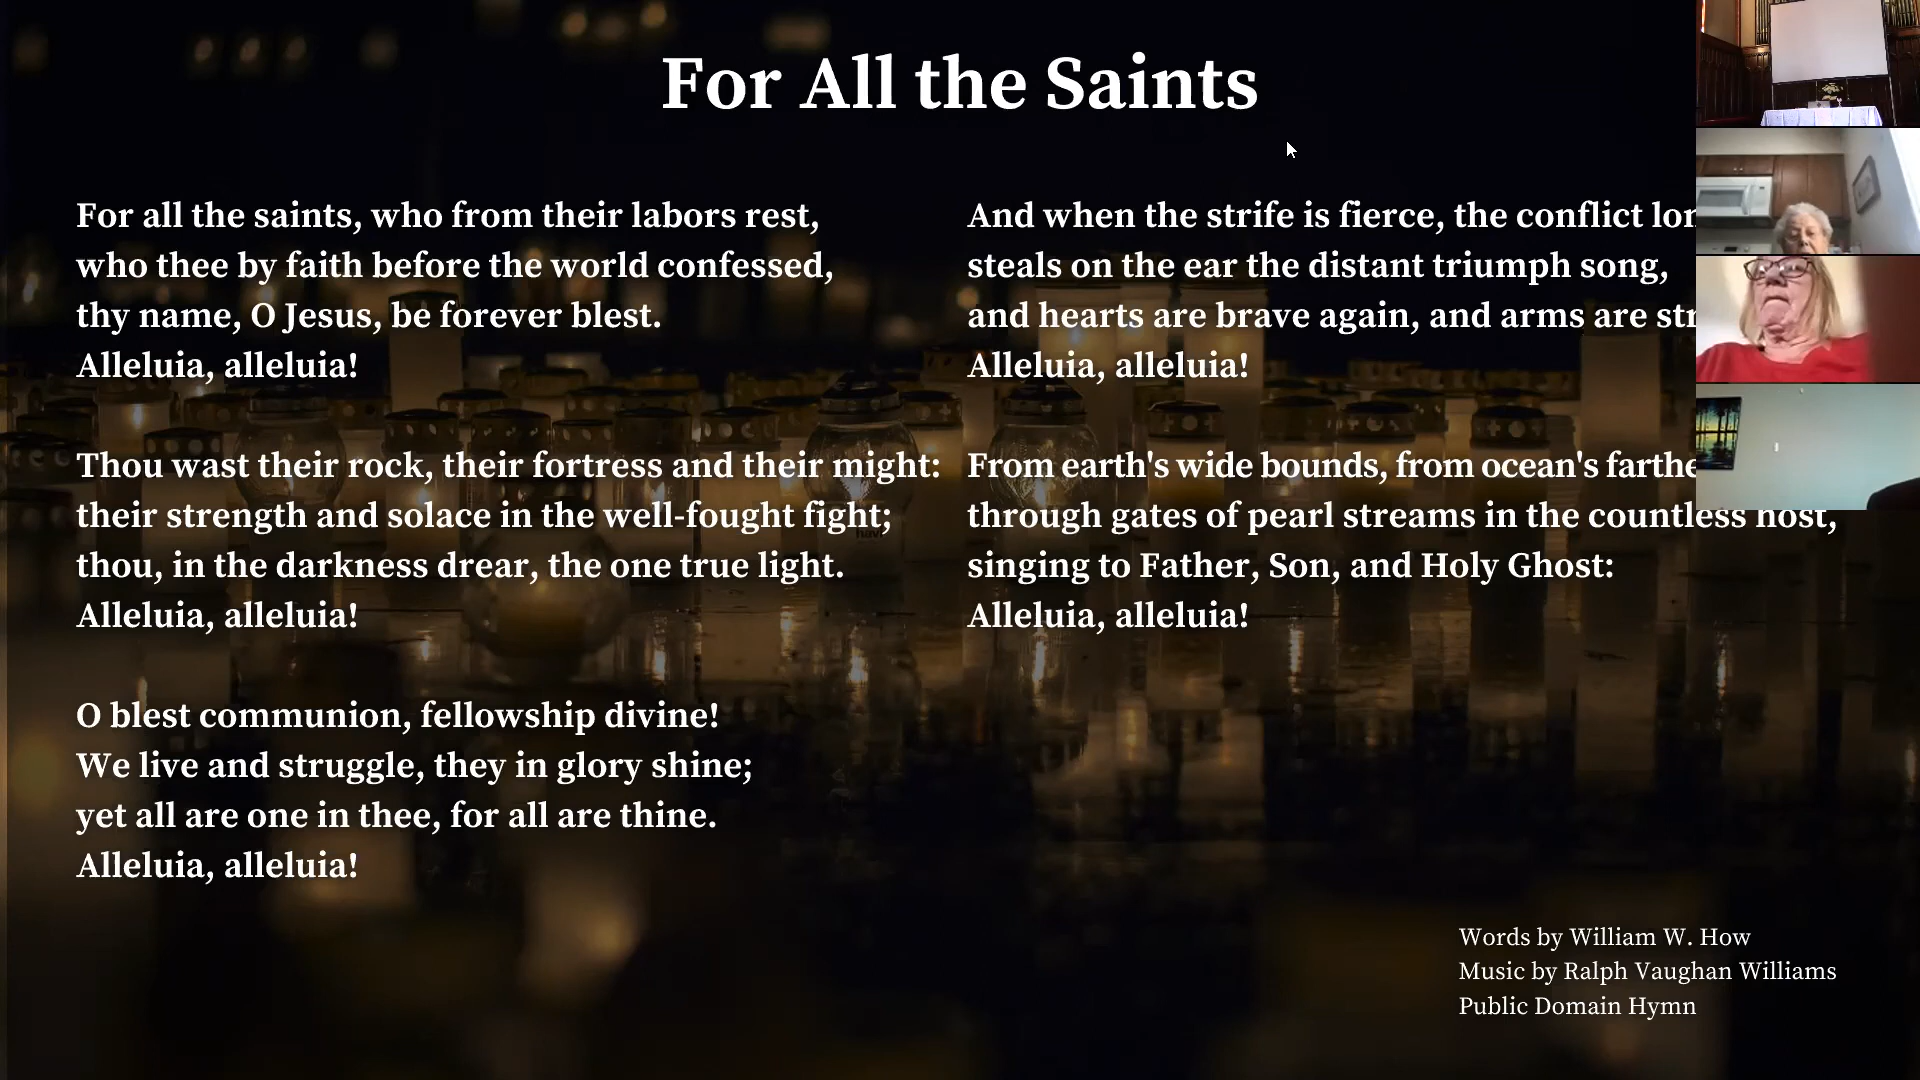 For All the Saints
For all the saints, who from their labors rest,
who thee by faith before the world confessed,
thy name, O Jesus, be forever blest.
Alleluia, alleluia!
Thou wast their rock, their fortress and their might:
their strength and solace in the well-fought fight;
thou, in the darkness drear, the one true light.
Alleluia, alleluia!
O blest communion, fellowship divine!
We live and struggle, they in glory shine;
yet all are one in thee, for all are thine.
Alleluia, alleluia!
And when the strife is fierce, the conflict
steals on the ear the distant triumph song,
and hearts are brave again, and arms are
Alleluia, alleluia!
From earth's wide bounds, from ocean's
through gates of pearl streams in the countless host,
singing to Father, Son, and Holy Ghost:
Alleluia, alleluia!
Words by William W. How
Music by Ralph Vaughan Williams
Public Domain Hymn